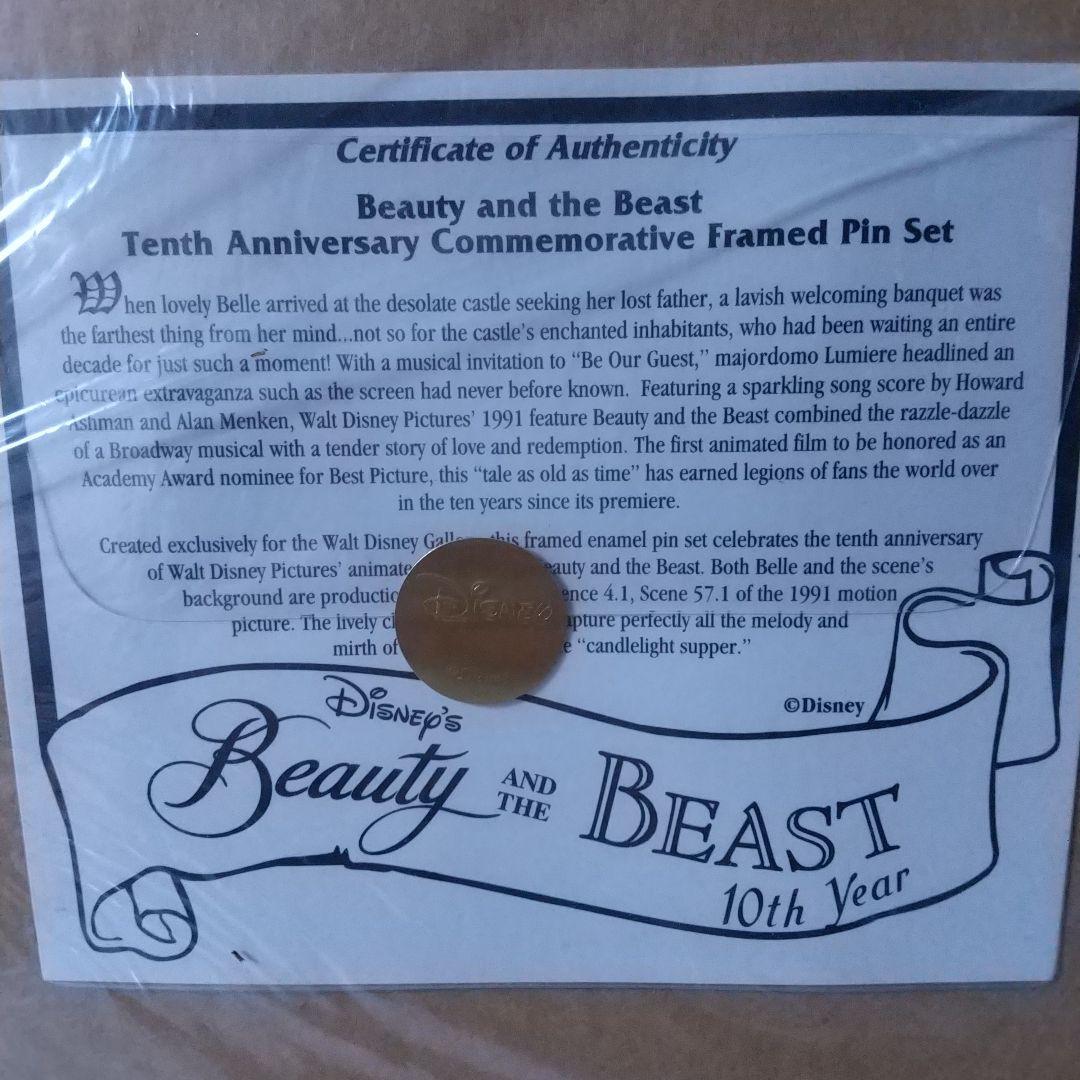 Certificate of Authenticity
Beauty and the Beast
Tenth Anniversary Commemorative Framed Pin Set
When lovely Belle arrived at the desolate castle seeking her lost father, a lavish welcoming banquet was
the farthest thing from her mind...not so for the castle's enchanted inhabitants, who had been waiting an entire
decade for just such a moment! With a musical invitation to "Be Our Guest," majordomo Lumiere headlined an
epicurean extravaganza such as the screen had never before known. Featuring a sparkling song score by Howard
Ashman and Alan Menken, Walt Disney Pictures' 1991 feature Beauty and the Beast combined the razzle-dazzle
of a Broadway musical with a tender story of love and redemption. The first animated film to be honored as an
Academy Award nominee for Best Picture, this "tale as old as time" has earned legions of fans the world over
in the ten years since its premiere.
Created exclusively for the Walt Disney this framed enamel pin set celebrates the tenth anniversary
of Walt Disney Pictures' and the Beast. Both Belle and the scene's
background are 4.1, Scene 57.1 of the 1991 motion
picture. The lively perfectly all the melody and
mirth of "candlelight supper."
DISNEY
©Disney
DISNEY'S
Beauty AND THE BEAST
10th Year